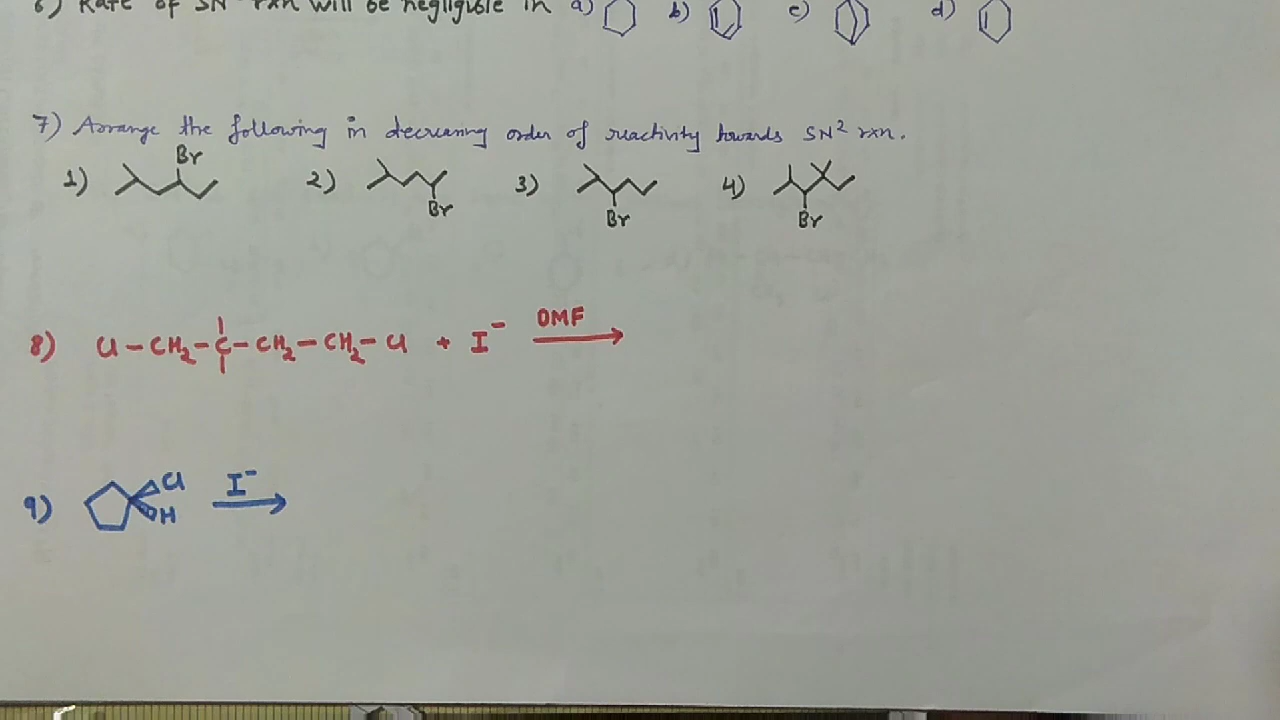 6) Rate of SN rxn will be negligible in a) b) c) d)
7) Arrange the following in decreasing order of reactivity towards SN² rxn.
1) Br 2) Br 3) Br 4) Br
8) Cl-CH₂-C-CH₂-CH₂-Cl + I⁻ DMF →
9) Cl H I⁻ →